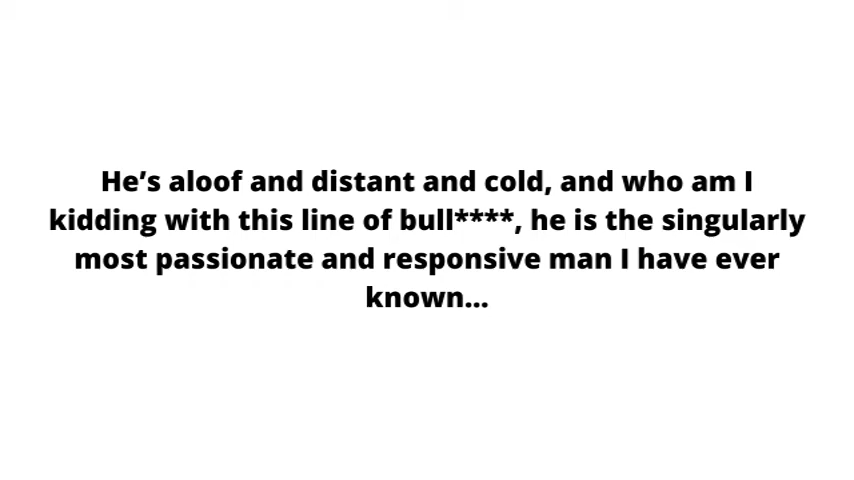 He’s aloof and distant and cold, and who am I
kidding with this line of bull****, he is the singularly
most passionate and responsive man I have ever
known...